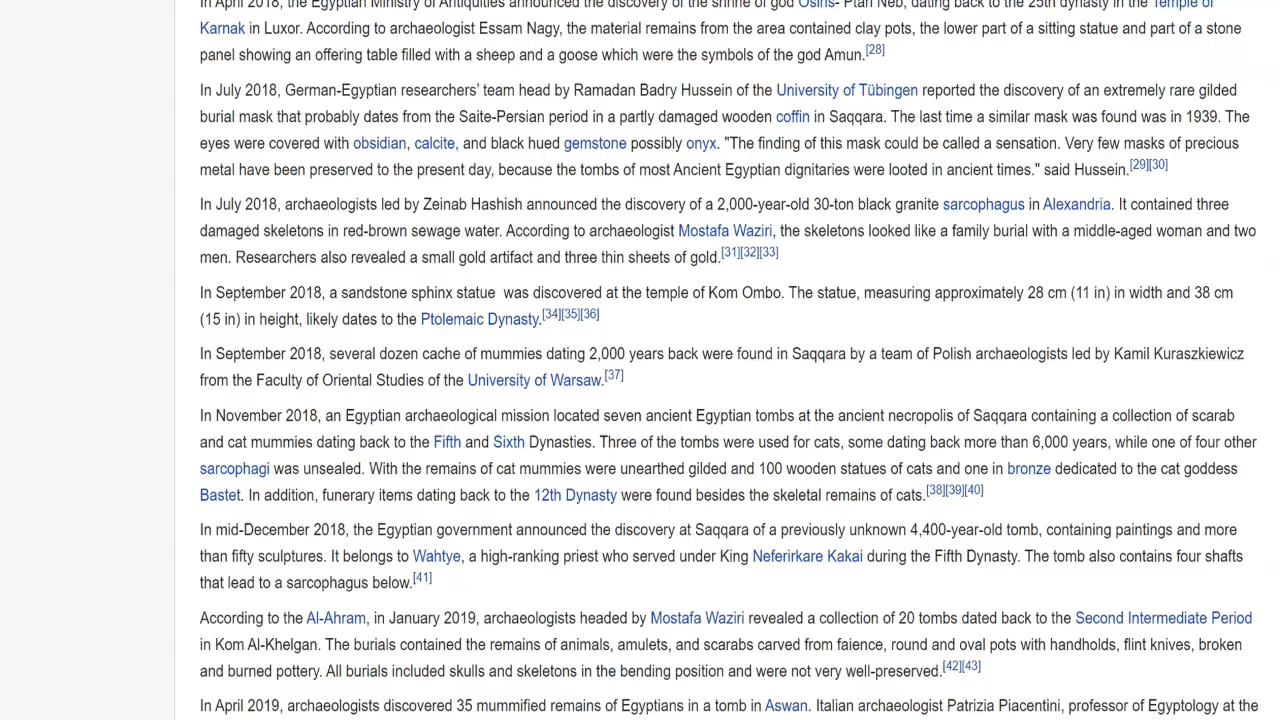 In April 2018, the Egyptian Ministry of Antiquities announced the discovery of the shrine of god Osiris- Ptah Neb, dating back to the 25th dynasty in the Temple of
Karnak in Luxor. According to archaeologist Essam Nagy, the material remains from the area contained clay pots, the lower part of a sitting statue and part of a stone
panel showing an offering table filled with a sheep and a goose which were the symbols of the god Amun.[28]
In July 2018, German-Egyptian researchers’ team head by Ramadan Badry Hussein of the University of Tübingen reported the discovery of an extremely rare gilded
burial mask that probably dates from the Saite-Persian period in a partly damaged wooden coffin in Saqqara. The last time a similar mask was found was in 1939. The
eyes were covered with obsidian, calcite, and black hued gemstone possibly onyx. "The finding of this mask could be called a sensation. Very few masks of precious
metal have been preserved to the present day, because the tombs of most Ancient Egyptian dignitaries were looted in ancient times." said Hussein.[29][30]
In July 2018, archaeologists led by Zeinab Hashish announced the discovery of a 2,000-year-old 30-ton black granite sarcophagus in Alexandria. It contained three
damaged skeletons in red-brown sewage water. According to archaeologist Mostafa Waziri, the skeletons looked like a family burial with a middle-aged woman and two
men. Researchers also revealed a small gold artifact and three thin sheets of gold.[31][32][33]
In September 2018, a sandstone sphinx statue  was discovered at the temple of Kom Ombo. The statue, measuring approximately 28 cm (11 in) in width and 38 cm
(15 in) in height, likely dates to the Ptolemaic Dynasty.[34][35][36]
In September 2018, several dozen cache of mummies dating 2,000 years back were found in Saqqara by a team of Polish archaeologists led by Kamil Kuraszkiewicz
from the Faculty of Oriental Studies of the University of Warsaw.[37]
In November 2018, an Egyptian archaeological mission located seven ancient Egyptian tombs at the ancient necropolis of Saqqara containing a collection of scarab
and cat mummies dating back to the Fifth and Sixth Dynasties. Three of the tombs were used for cats, some dating back more than 6,000 years, while one of four other
sarcophagi was unsealed. With the remains of cat mummies were unearthed gilded and 100 wooden statues of cats and one in bronze dedicated to the cat goddess
Bastet. In addition, funerary items dating back to the 12th Dynasty were found besides the skeletal remains of cats.[38][39][40]
In mid-December 2018, the Egyptian government announced the discovery at Saqqara of a previously unknown 4,400-year-old tomb, containing paintings and more
than fifty sculptures. It belongs to Wahtye, a high-ranking priest who served under King Neferirkare Kakai during the Fifth Dynasty. The tomb also contains four shafts
that lead to a sarcophagus below.[41]
According to the Al-Ahram, in January 2019, archaeologists headed by Mostafa Waziri revealed a collection of 20 tombs dated back to the Second Intermediate Period
in Kom Al-Khelgan. The burials contained the remains of animals, amulets, and scarabs carved from faience, round and oval pots with handholds, flint knives, broken
and burned pottery. All burials included skulls and skeletons in the bending position and were not very well-preserved.[42][43]
In April 2019, archaeologists discovered 35 mummified remains of Egyptians in a tomb in Aswan. Italian archaeologist Patrizia Piacentini, professor of Egyptology at the